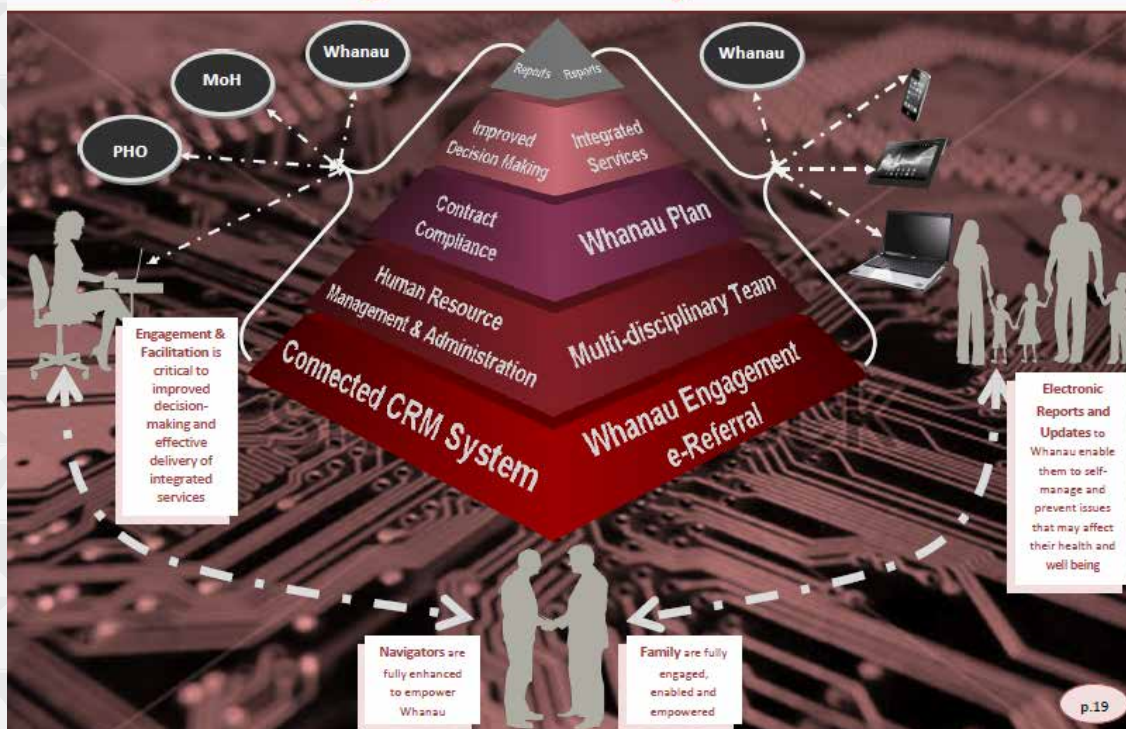 Whanau
MoH
PHO
Whanau
Reports
Reports
Improved
Decision Making
Integrated
Services
Contract
Compliance
Whanau Plan
Human Resource
Management & Administration
Multi-disciplinary Team
Connected CRM System
Whanau Engagement
e-Referral
Engagement &
Facilitation is
critical to
improved
decision-
making and
effective
delivery of
integrated
services
Electronic
Reports and
Updates to
Whanau enable
them to self-
manage and
prevent issues
that may affect
their health and
well being
Navigators are
fully enhanced
to empower
Whanau
Family are fully
engaged,
enabled and
empowered
p.19